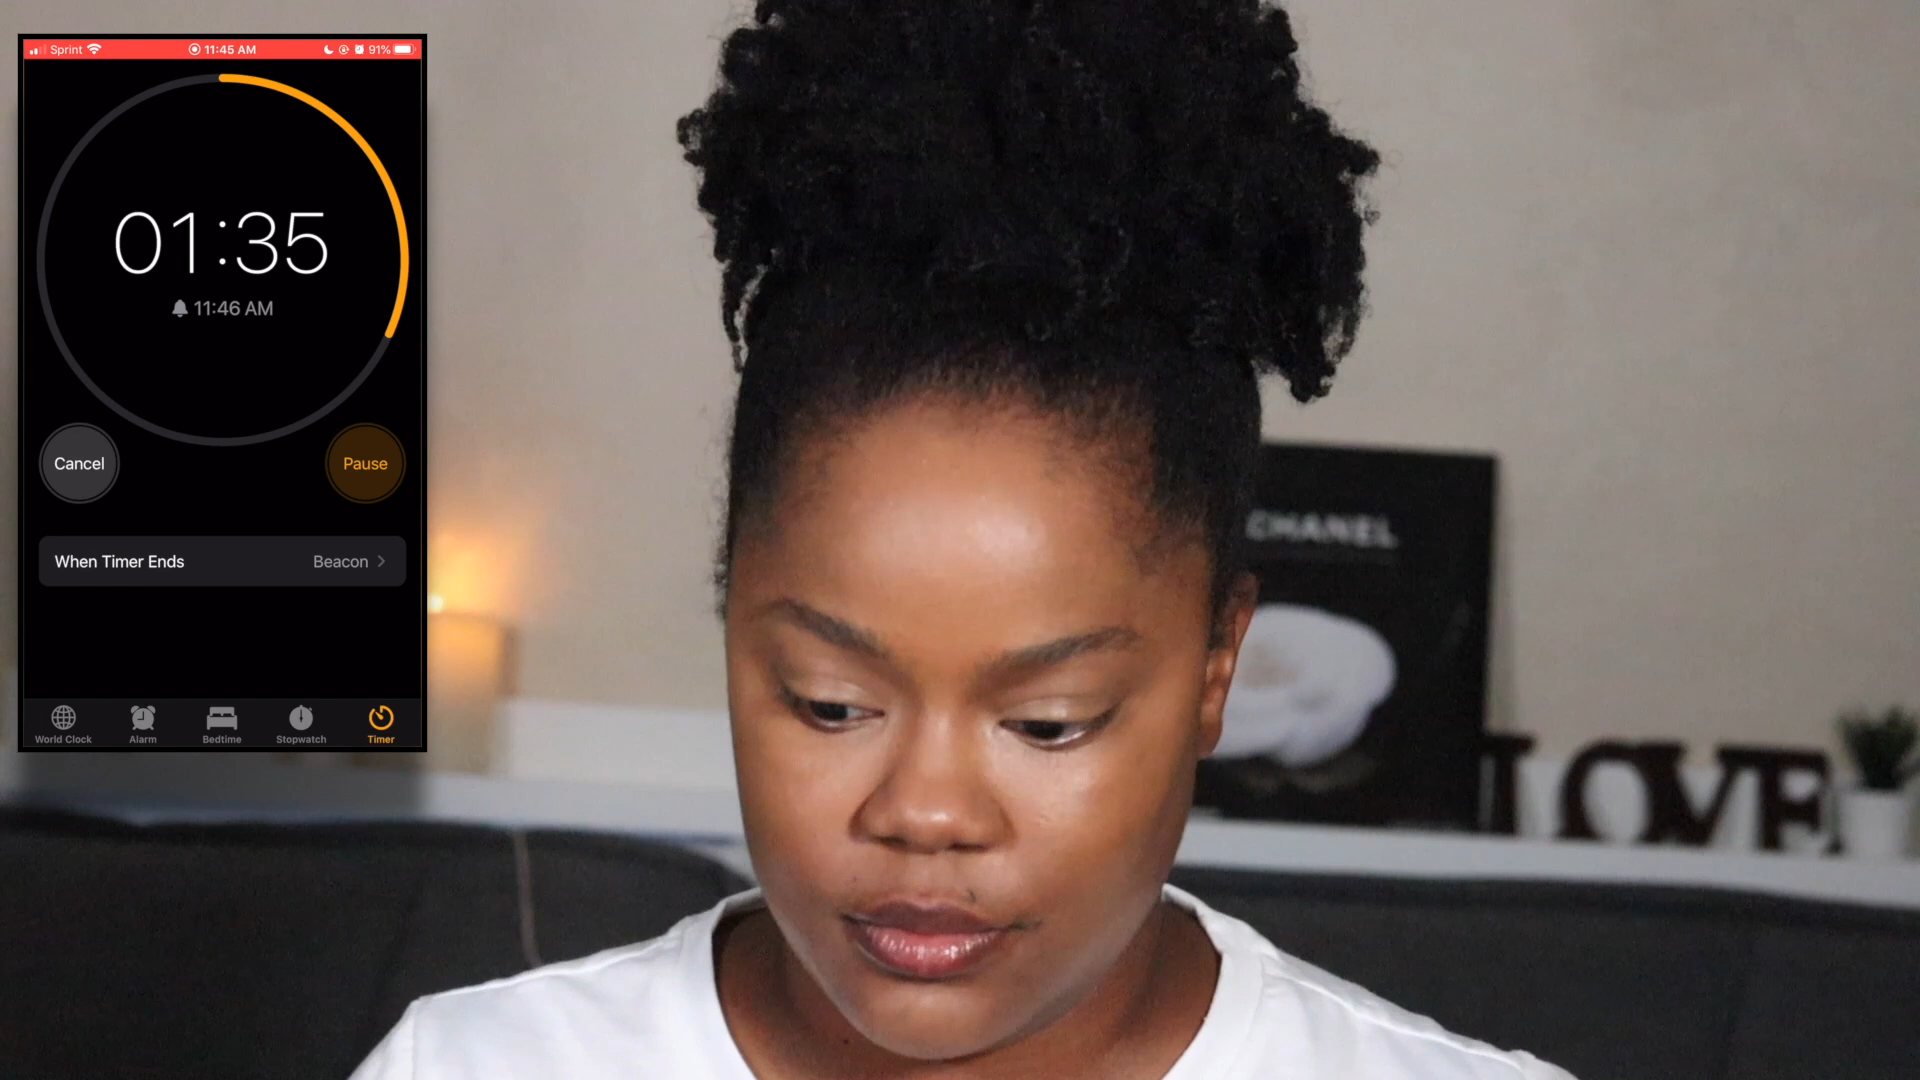 Sprint 11:45 AM 91%
01:35
11:46 AM
Cancel Pause
When Timer Ends Beacon
World Clock Alarm Bedtime Stopwatch Timer
CHANEL
LOVE